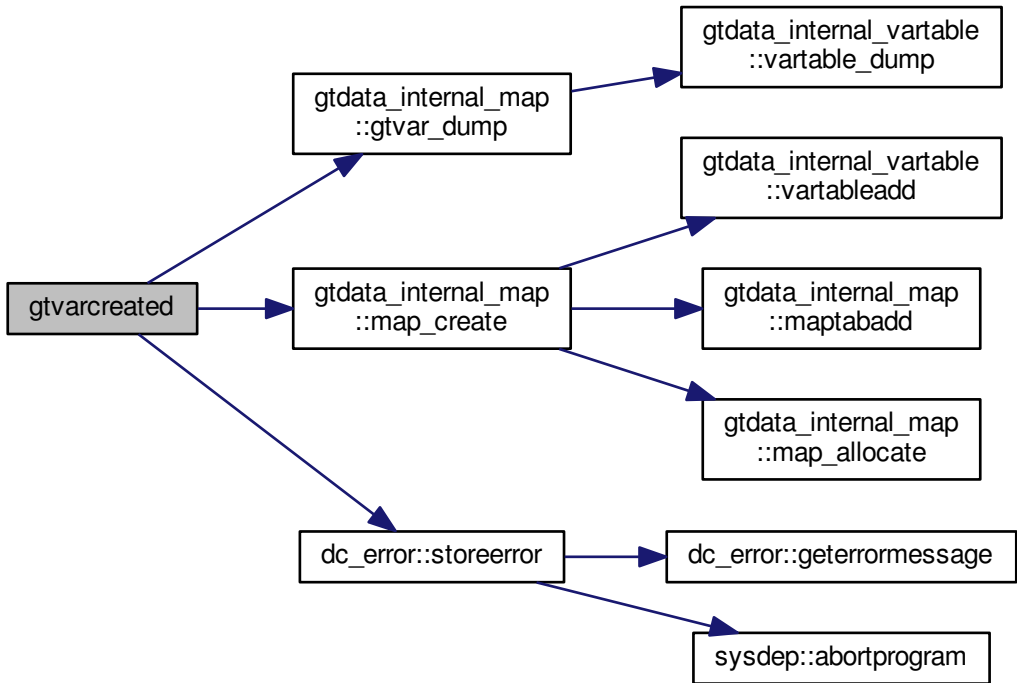 gtvarcreated
gtdata_internal_map
::gtvar_dump
gtdata_internal_map
::map_create
dc_error::storeerror
gtdata_internal_vartable
::vartable_dump
gtdata_internal_vartable
::vartableadd
gtdata_internal_map
::maptabadd
gtdata_internal_map
::map_allocate
dc_error::geterrormessage
sysdep::abortprogram